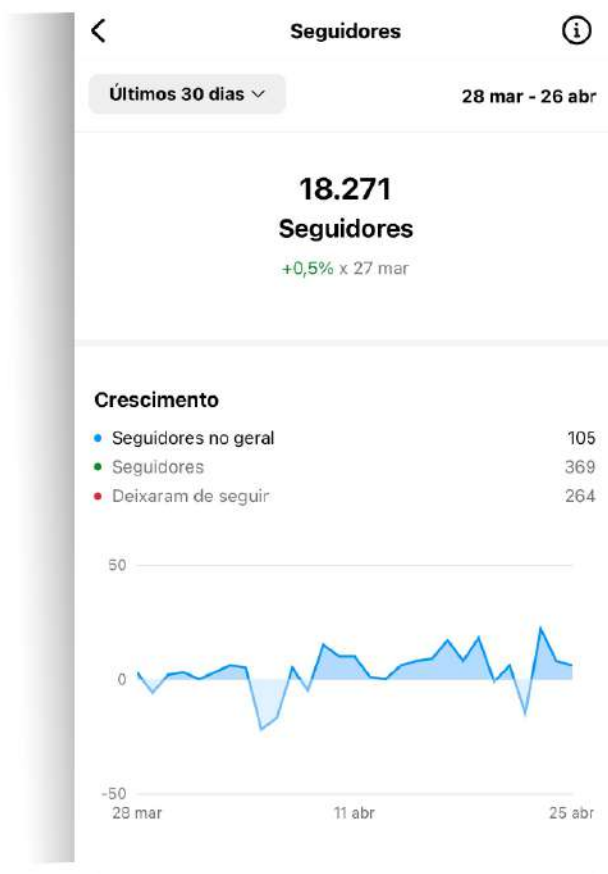 Seguidores
Últimos 30 dias
28 mar - 26 abr
18.271
Seguidores
+0,5% x 27 mar
Crescimento
Seguidores no geral 105
Seguidores 369
Deixaram de seguir 264
50
0
-50
28 mar 11 abr 25 abr